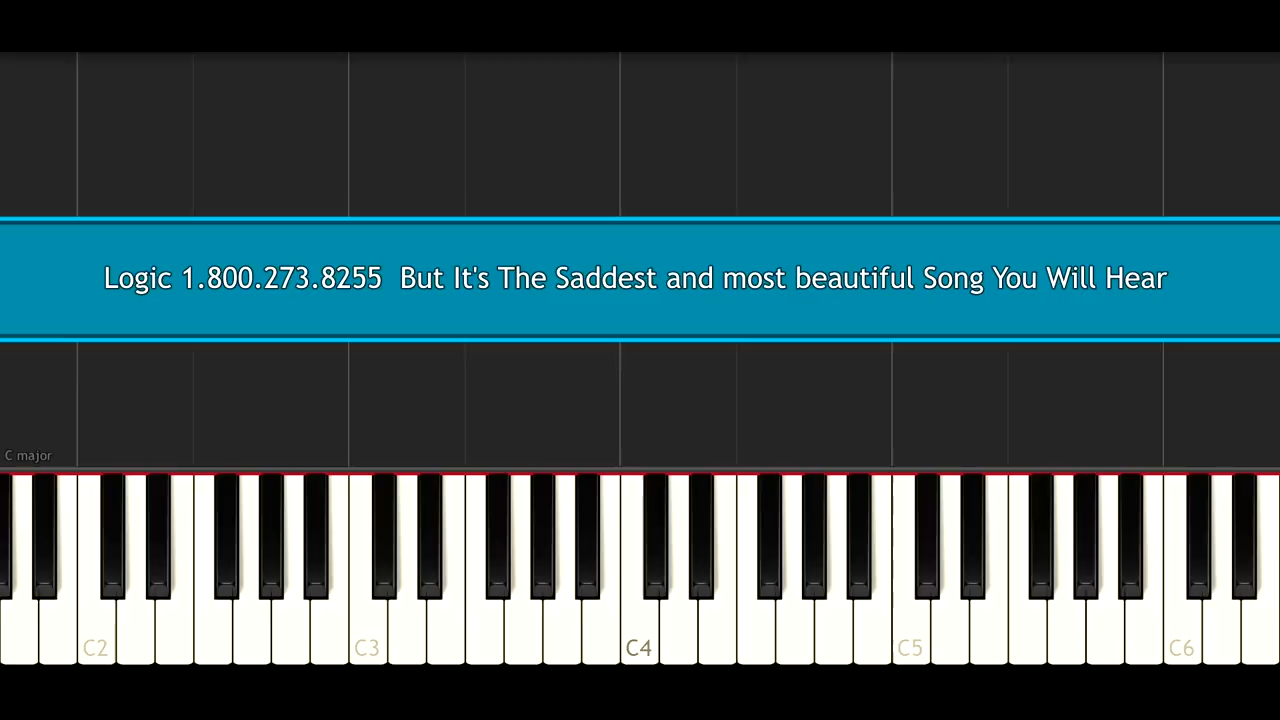 Logic 1.800.273.8255  But It's The Saddest and most beautiful Song You Will Hear
C major
C2 C3 C4 C5 C6